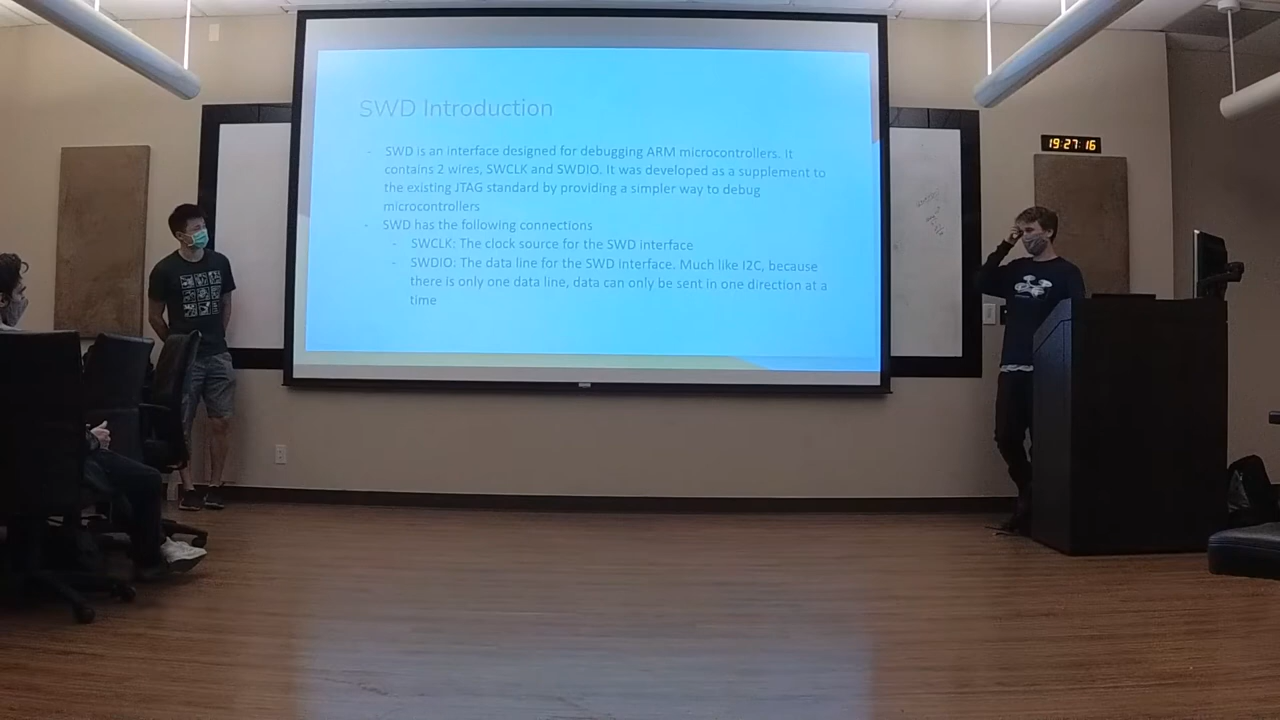 SWD Introduction
- SWD is an interface designed for debugging ARM microcontrollers. It
contains 2 wires, SWCLK and SWDIO. It was developed as a supplement to
the existing JTAG standard by providing a simpler way to debug
microcontrollers
- SWD has the following connections
- SWCLK: The clock source for the SWD interface
- SWDIO: The data line for the SWD interface. Much like I2C, because
there is only one data line, data can only be sent in one direction at a
time
19:27:16